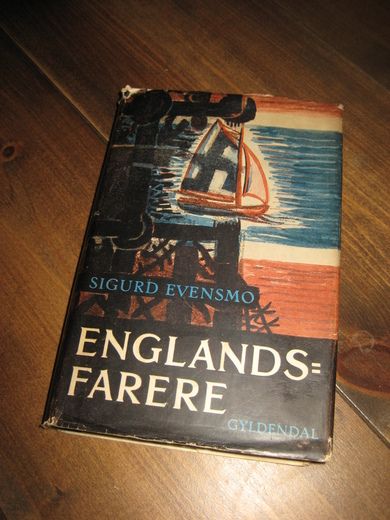 SIGURD EVENSMO
ENGLANDS=
FARERE
GYLDENDAL